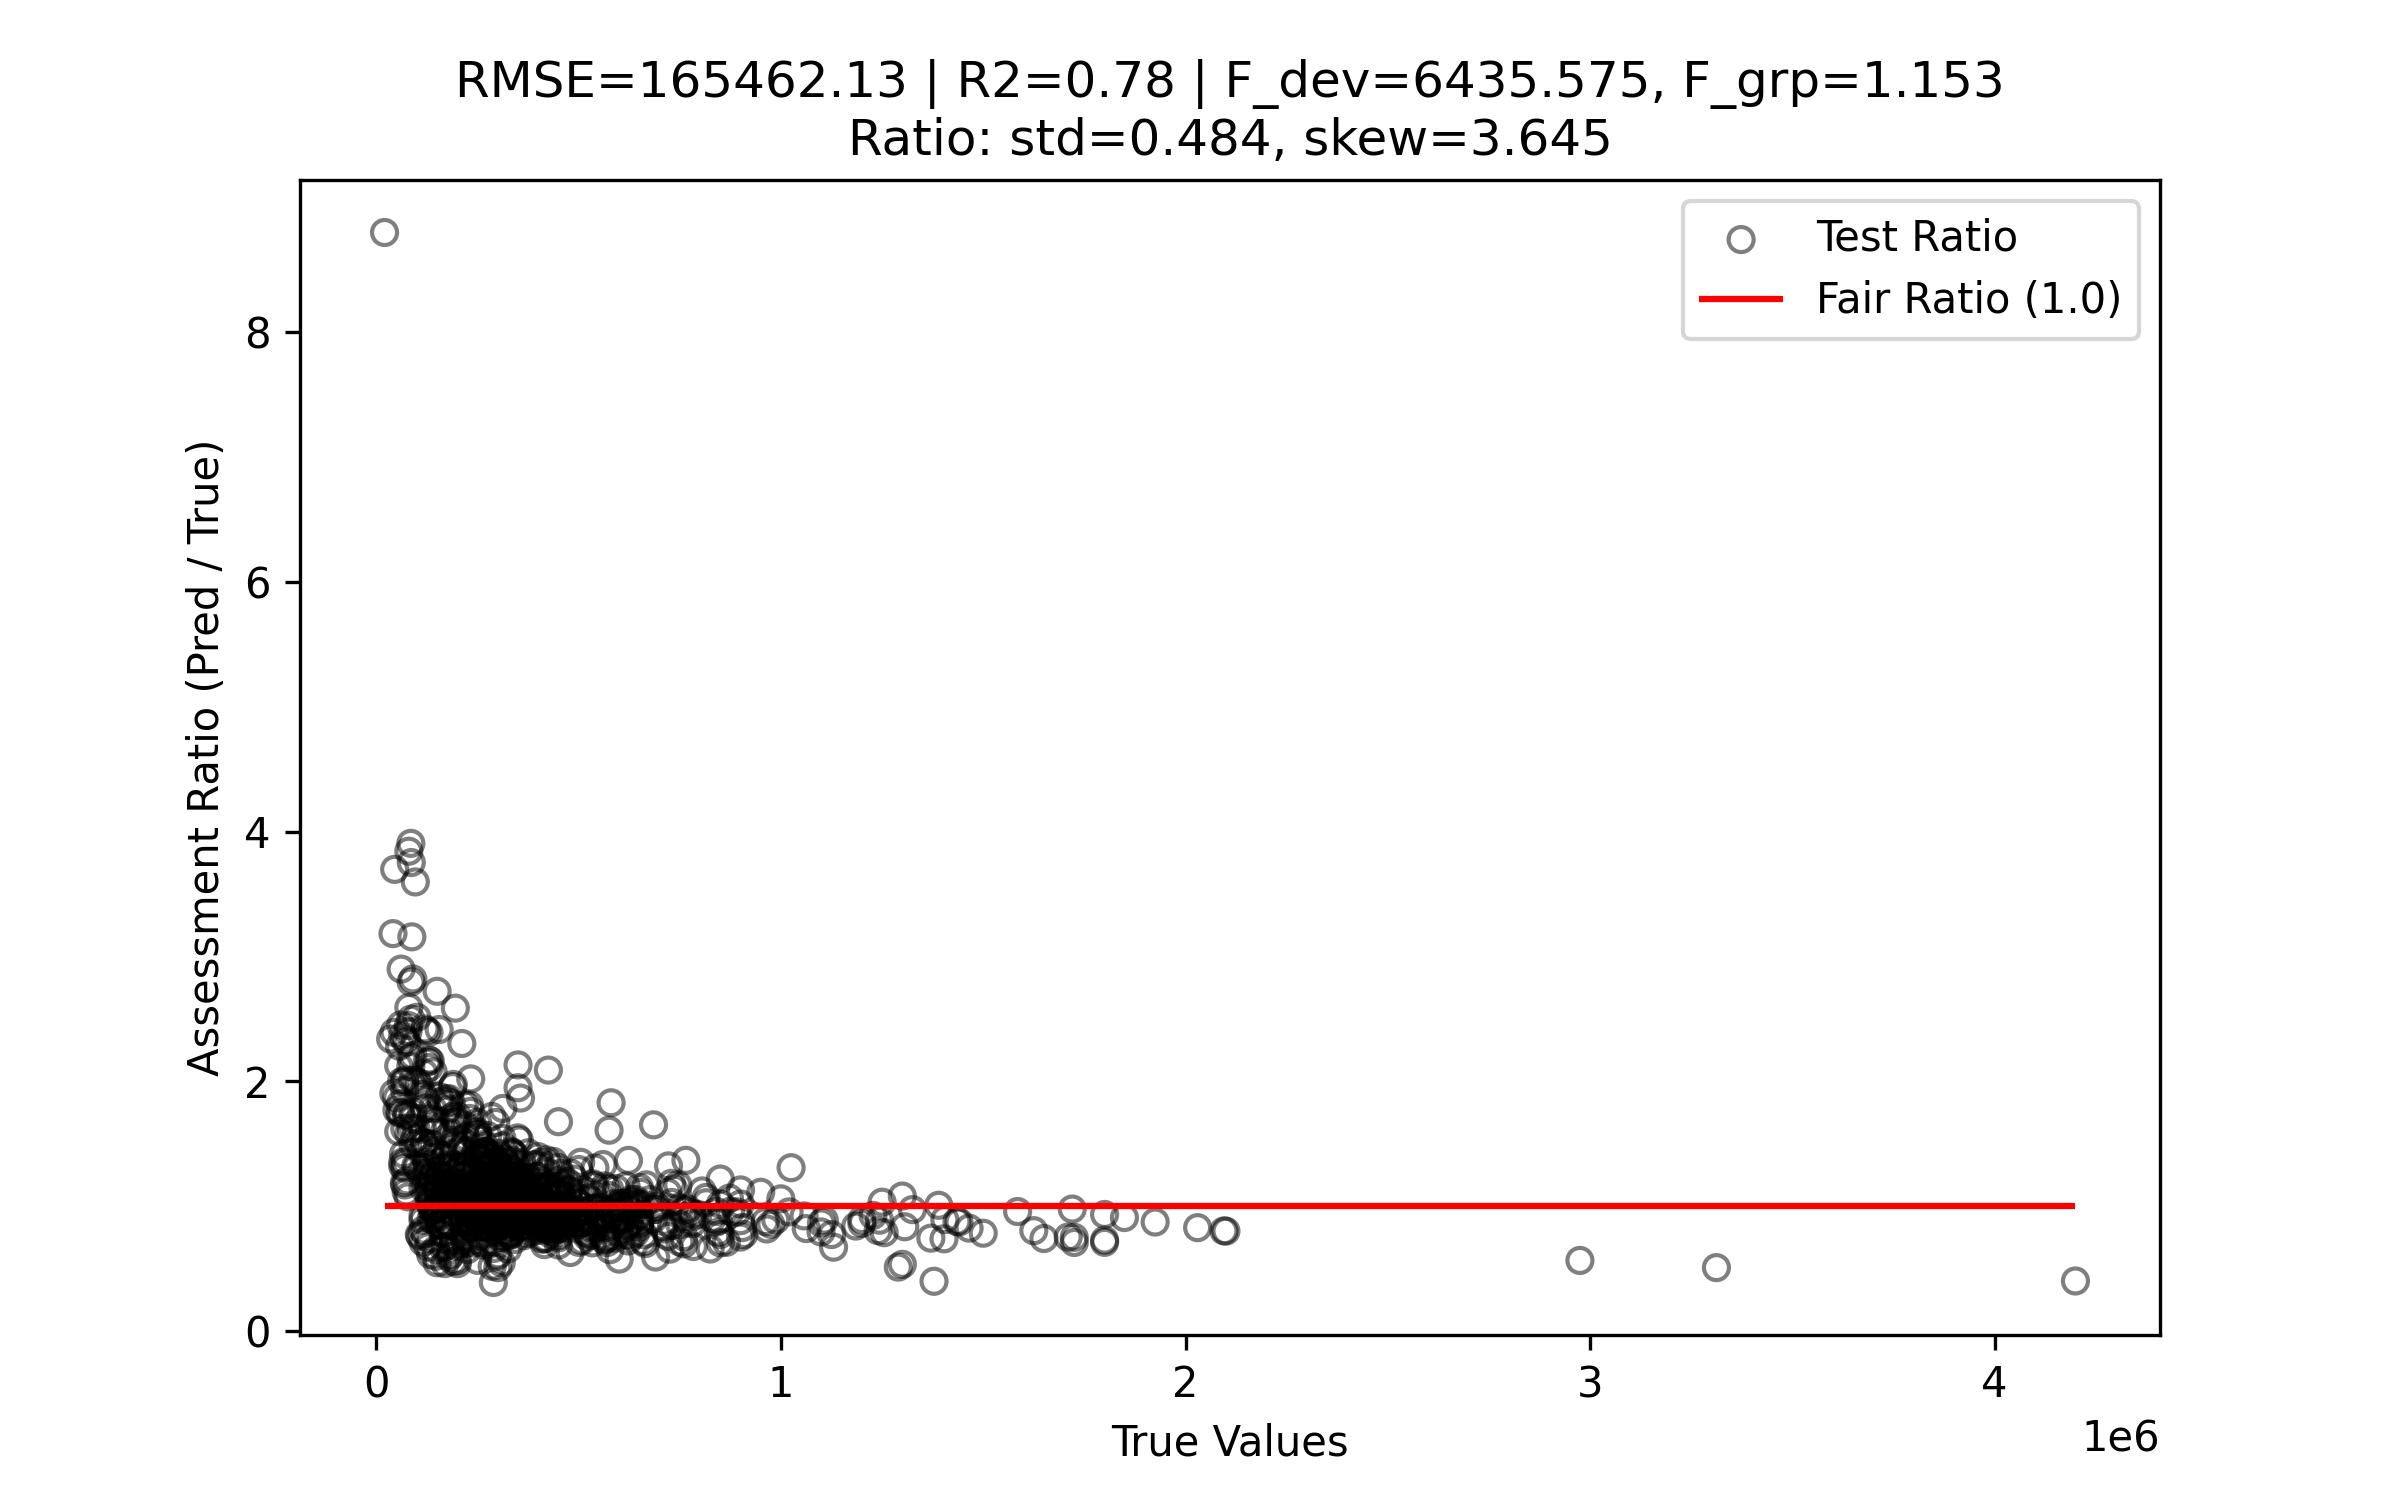 RMSE=165462.13 | R2=0.78 | F_dev=6435.575, F_grp=1.153
Ratio: std=0.484, skew=3.645
Test Ratio
Fair Ratio (1.0)
Assessment Ratio (Pred / True)
8
6
4
2
0
0 1 2 3 4
1e6
True Values